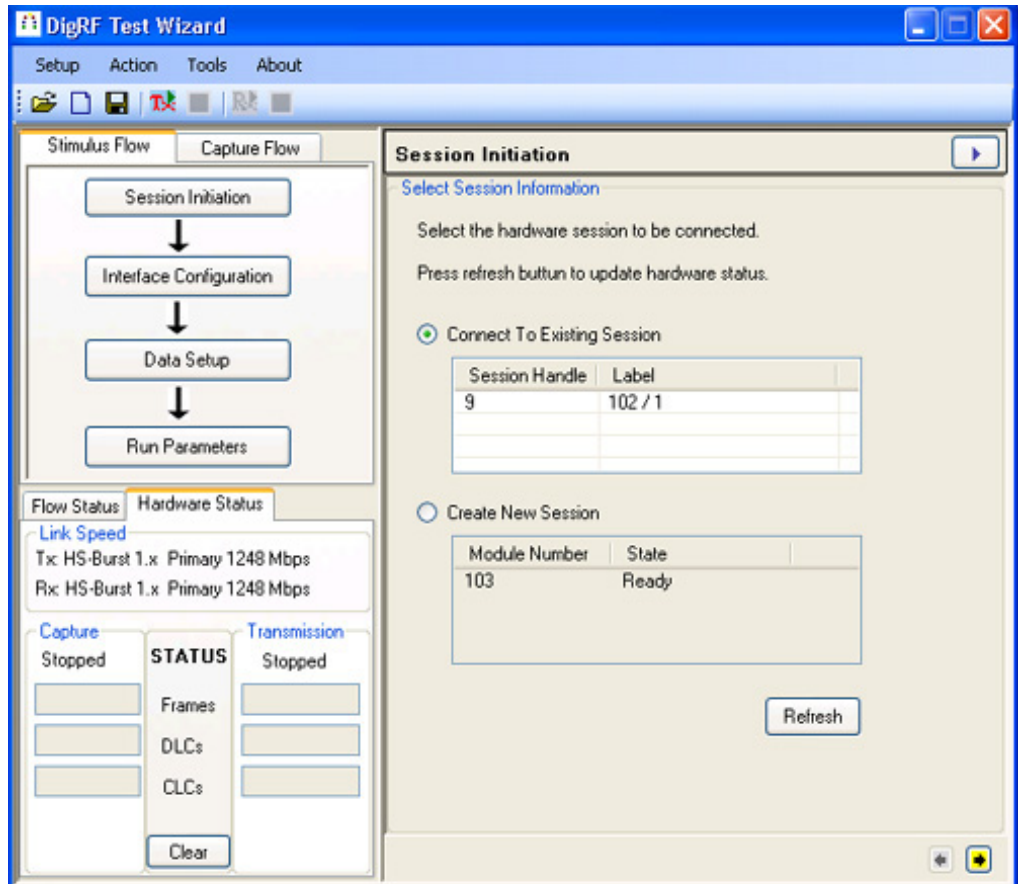 DigRF Test Wizard
Setup Action Tools About
Tx Rx
Stimulus Flow Capture Flow
Session Initiation
Interface Configuration
Data Setup
Run Parameters
Flow Status Hardware Status
Link Speed
Tx: HS-Burst 1.x Primary 1248 Mbps
Rx: HS-Burst 1.x Primary 1248 Mbps
Capture STATUS Transmission
Stopped Stopped
Frames
DLCs
CLCs
Clear
Session Initiation
Select Session Information
Select the hardware session to be connected.
Press refresh buttun to update hardware status.
Connect To Existing Session
Session Handle Label
9 102 / 1
Create New Session
Module Number State
103 Ready
Refresh